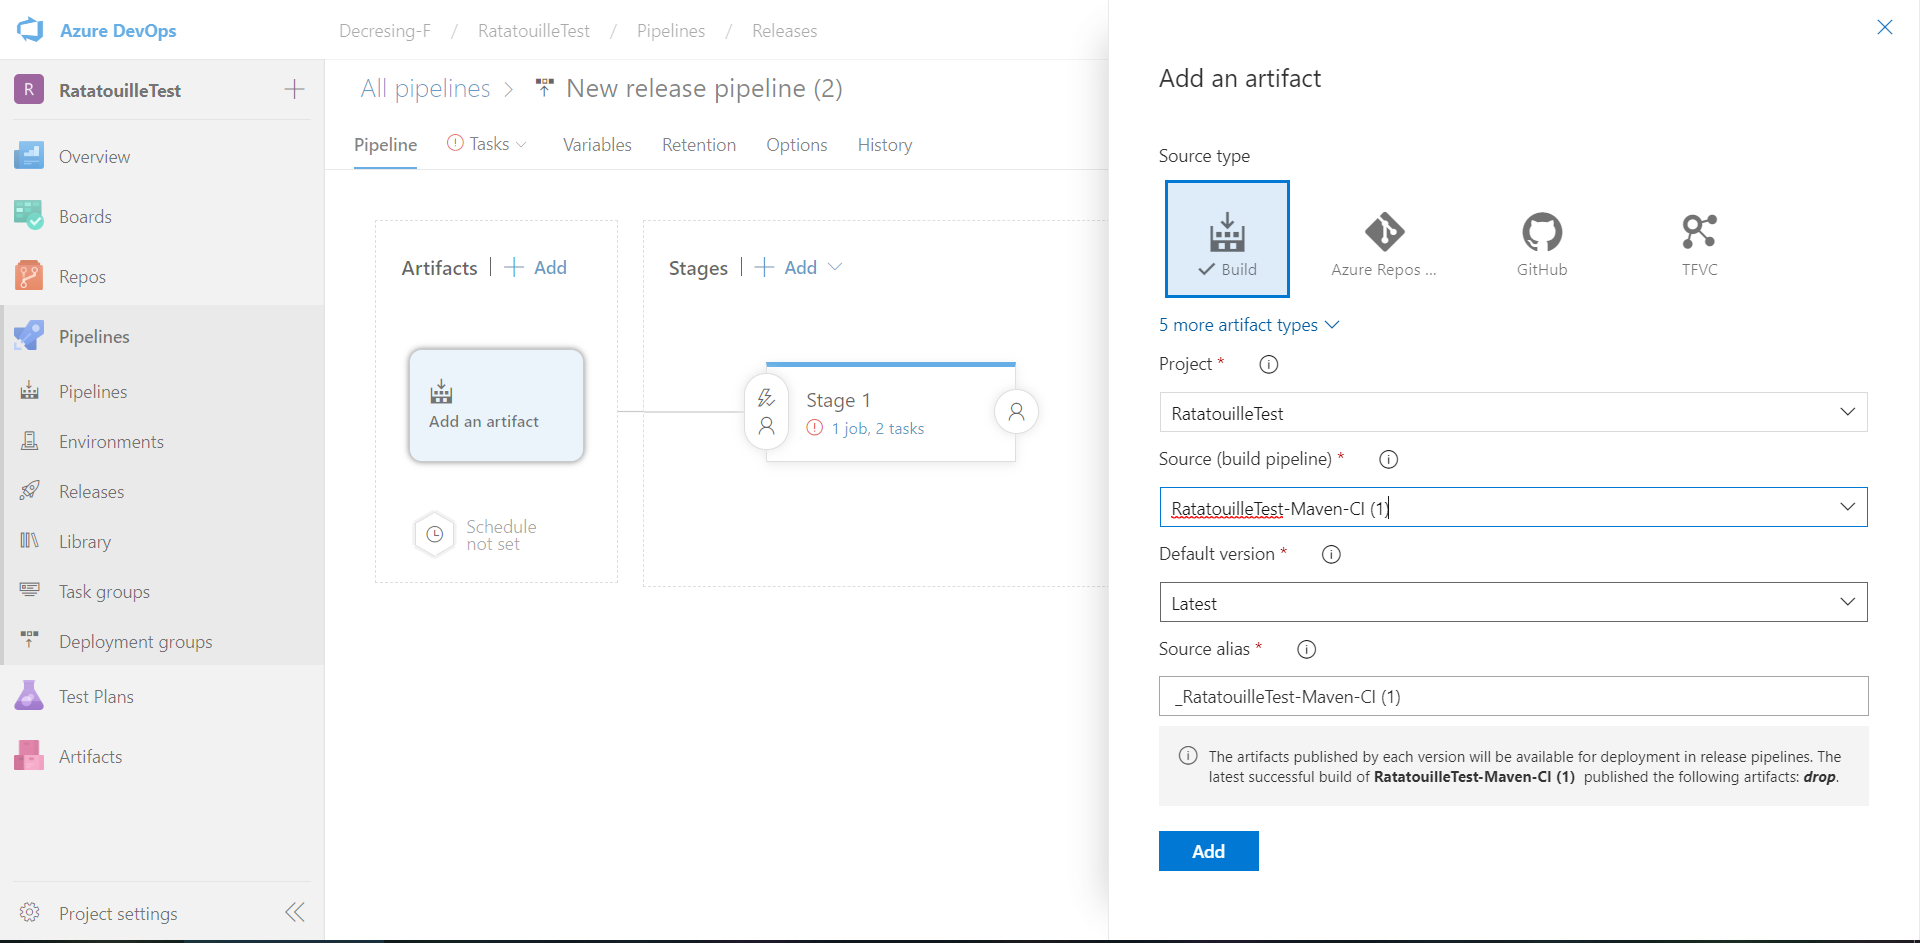 Azure DevOps
Decresing-F / RatatouilleTest / Pipelines / Releases
R RatatouilleTest
Overview
Boards
Repos
Pipelines
Pipelines
Environments
Releases
Library
Task groups
Deployment groups
Test Plans
Artifacts
Project settings
All pipelines > New release pipeline (2)
Pipeline Tasks Variables Retention Options History
Artifacts | + Add
Add an artifact
Schedule
not set
Stages | + Add
Stage 1
1 job, 2 tasks
Add an artifact
Source type
Build
Azure Repos ...
GitHub
TFVC
5 more artifact types
Project *
RatatouilleTest
Source (build pipeline) *
RatatouilleTest-Maven-CI (1)
Default version *
Latest
Source alias *
_RatatouilleTest-Maven-CI (1)
The artifacts published by each version will be available for deployment in release pipelines. The
latest successful build of RatatouilleTest-Maven-CI (1) published the following artifacts: drop.
Add